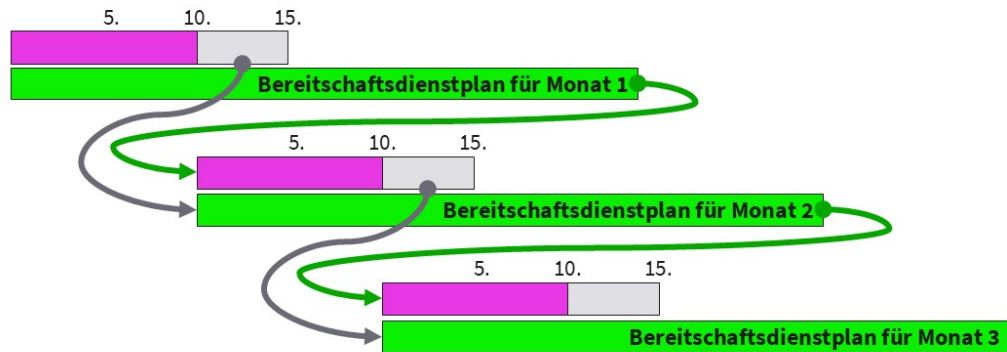 5. 10. 15.
Bereitschaftsdienstplan für Monat 1
5. 10. 15.
Bereitschaftsdienstplan für Monat 2
5. 10. 15.
Bereitschaftsdienstplan für Monat 3